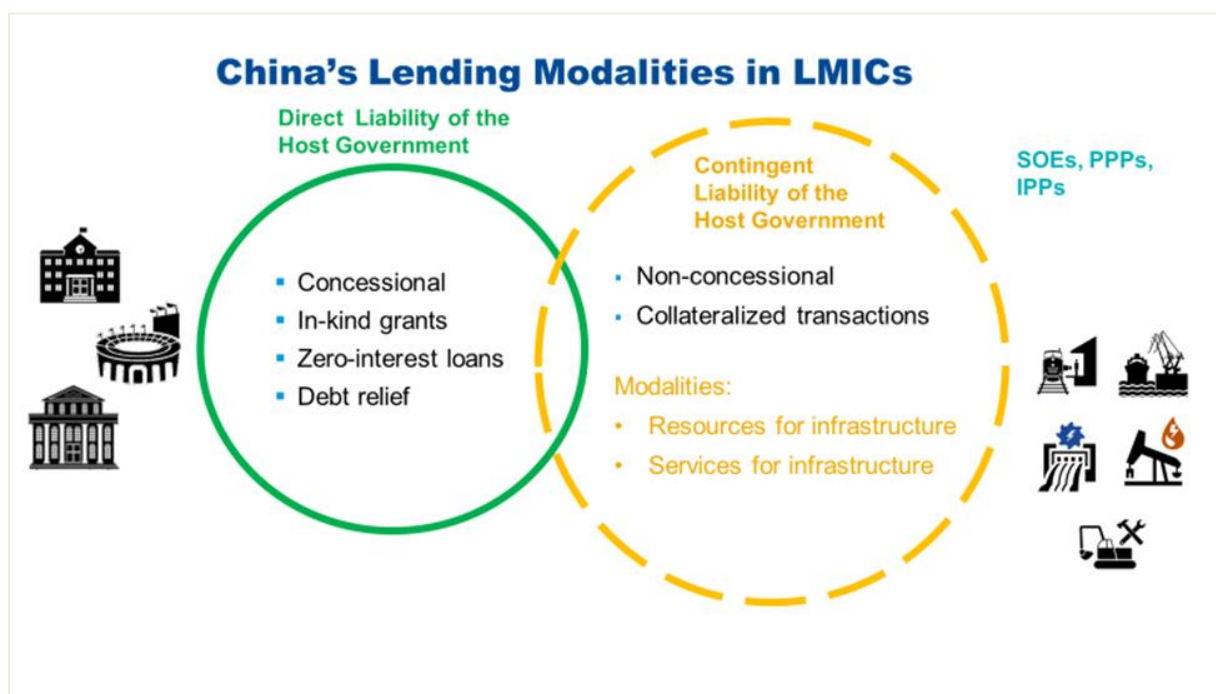 China's Lending Modalities in LMICs
Direct Liability of the
Host Government
▪ Concessional
▪ In-kind grants
▪ Zero-interest loans
▪ Debt relief
Contingent
Liability of the
Host Government
▪ Non-concessional
▪ Collateralized transactions
Modalities:
• Resources for infrastructure
• Services for infrastructure
SOEs, PPPs,
IPPs